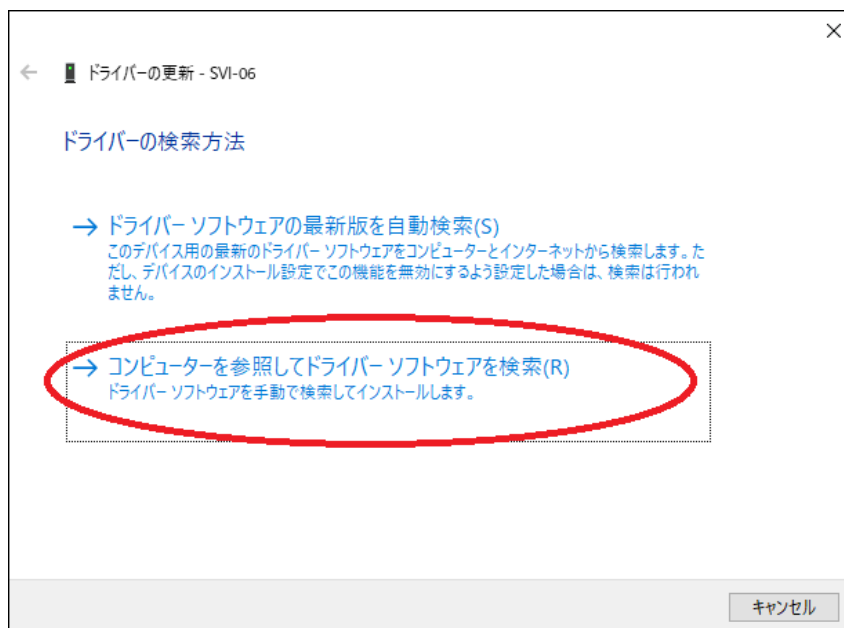 ドライバーの更新 - SVI-06
ドライバーの検索方法
ドライバー ソフトウェアの最新版を自動検索(S)
このデバイス用の最新のドライバー ソフトウェアをコンピューターとインターネットから検索します。た
だし、デバイスのインストール設定でこの機能を無効にするよう設定した場合は、検索は行われ
ません。
コンピューターを参照してドライバー ソフトウェアを検索(R)
ドライバー ソフトウェアを手動で検索してインストールします。
キャンセル